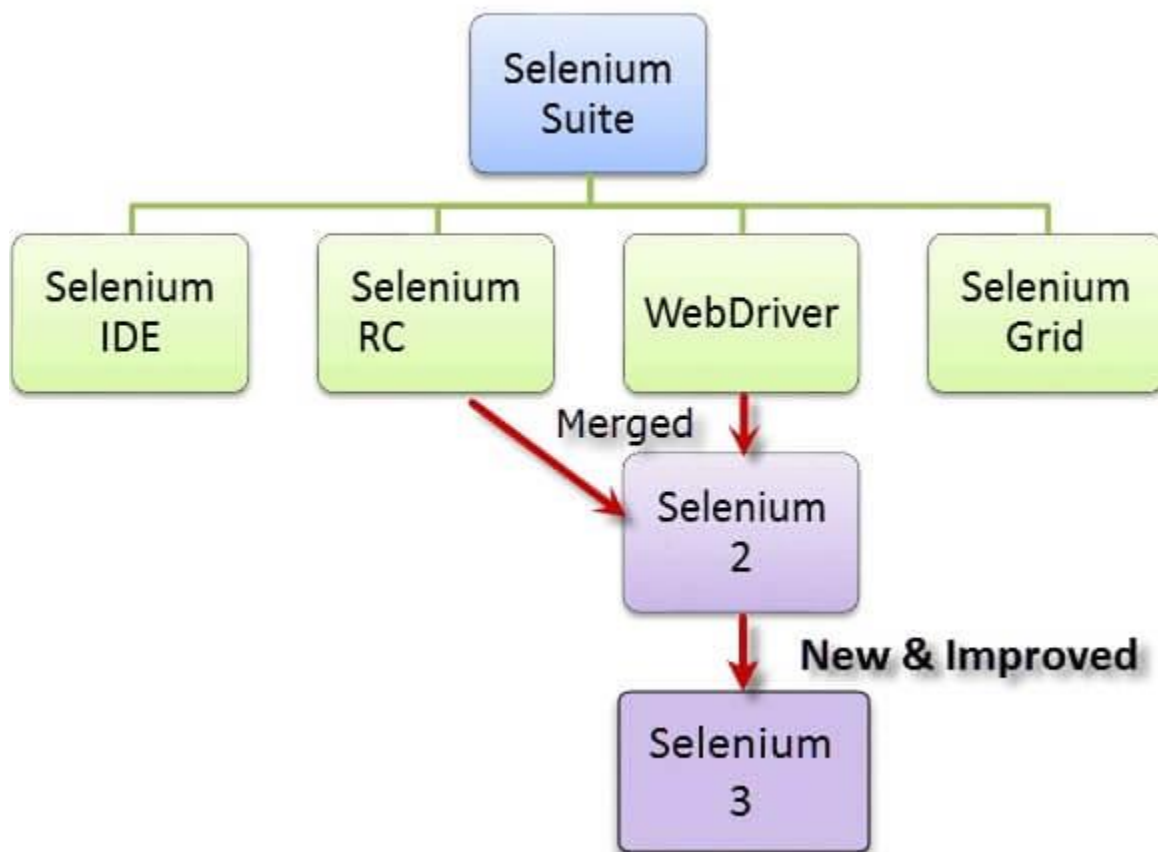 Selenium
Suite
Selenium
IDE
Selenium
RC
WebDriver
Selenium
Grid
Merged
Selenium
2
New & Improved
Selenium
3